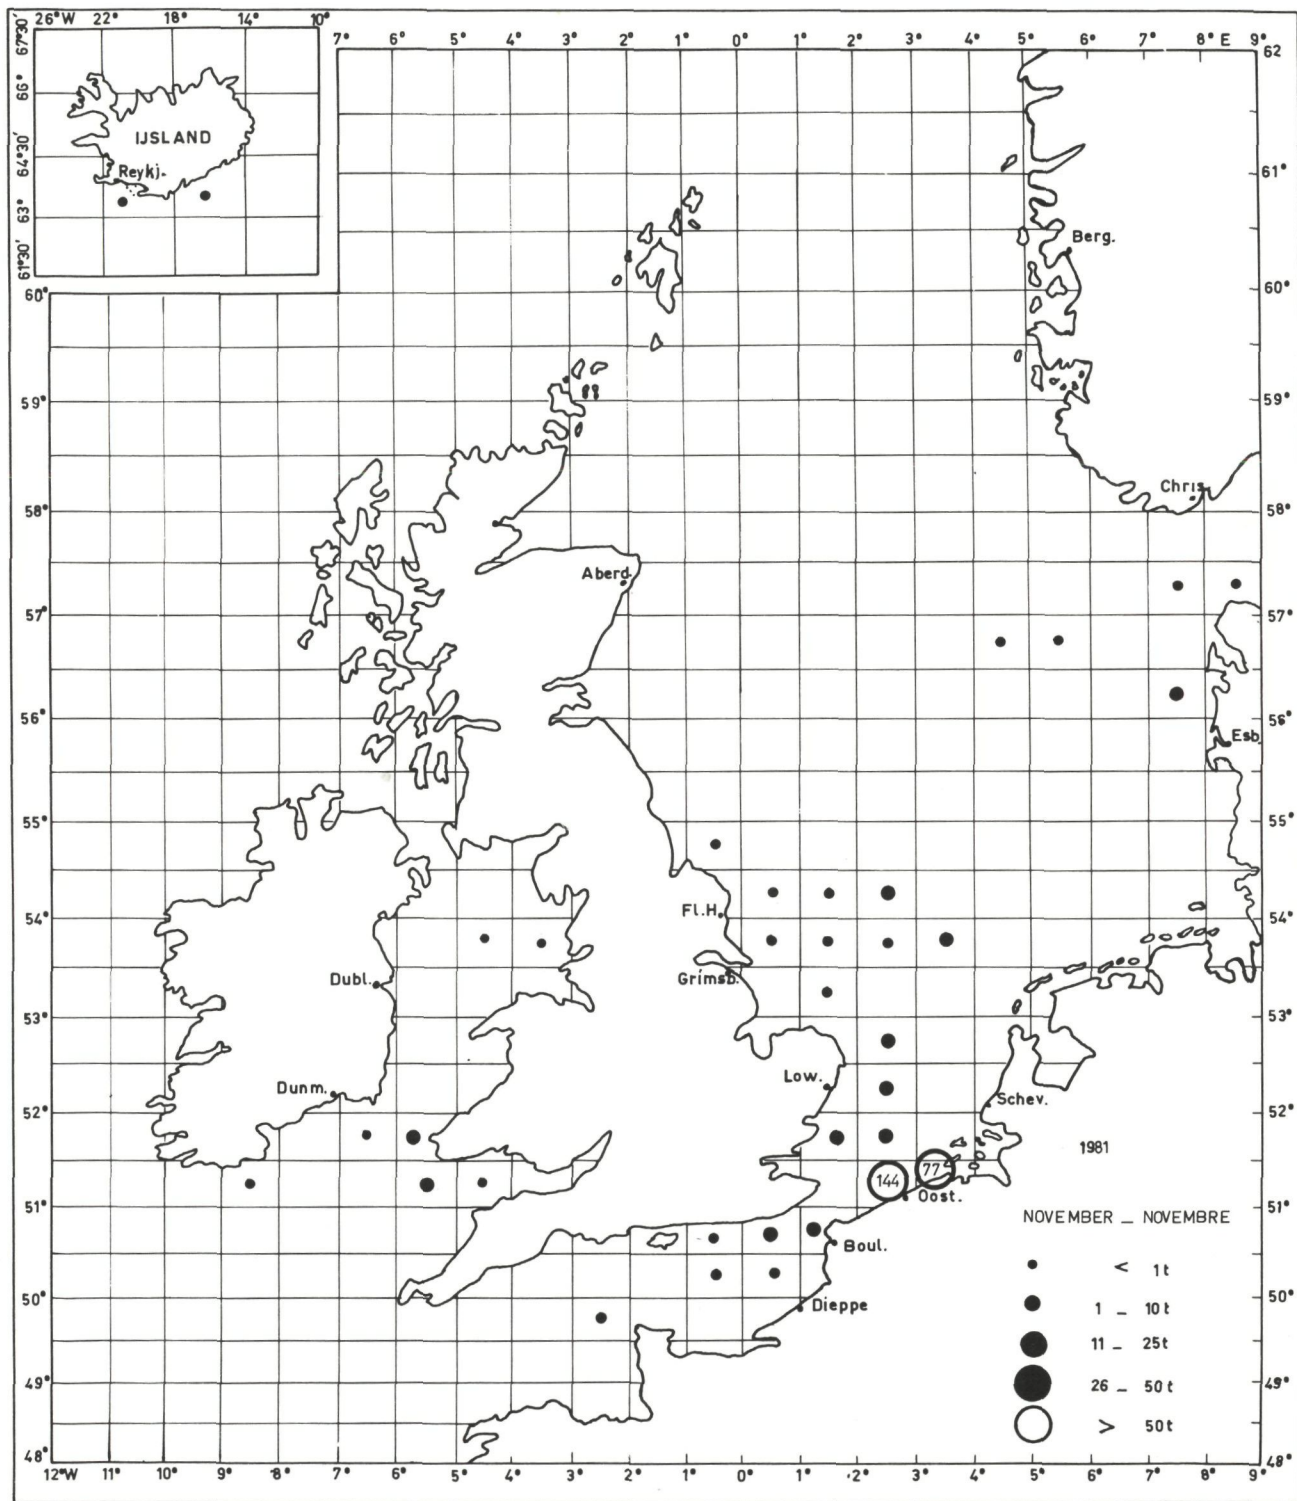 26°W 22° 18° 14° 10°
67°30' 66° 64°30' 63° 61°30'
IJSLAND
Reykj.
7° 6° 5° 4° 3° 2° 1° 0° 1° 2° 3° 4° 5° 6° 7° 8° E 9°
62
61°
60° 60°
59° 59°
58° 58°
57° 57°
56° 56°
55° 55°
54° 54°
53° 53°
52° 52°
51° 51°
50° 50°
49° 49°
48° 48°
Berg.
Chris
Aberd.
Esb.
Fl.H.
Dubl.
Grimsb.
Dunm.
Low.
Schev.
1981
144
77
Oost.
Boul.
Dieppe
NOVEMBER _ NOVEMBRE
< 1t
1 _ 10t
11 _ 25t
26 _ 50t
> 50t
12°W 11° 10° 9° 8° 7° 6° 5° 4° 3° 2° 1° 0° 1° 2° 3° 4° 5° 6° 7° 8° 9°